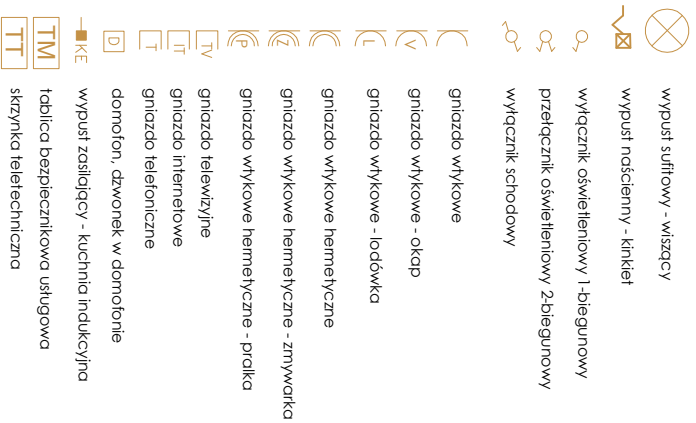 wypust sufitowy - wiszący
wypust naścienny - kinkiet
wyłącznik oświetleniowy 1-biegunowy
przełącznik oświetleniowy 2-biegunowy
wyłącznik schodowy
gniazdo wtykowe
V gniazdo wtykowe - okap
L gniazdo wtykowe - lodówka
gniazdo wtykowe hermetyczne
Z gniazdo wtykowe hermetyczne - zmywarka
P gniazdo wtykowe hermetyczne - pralka
TV gniazdo telewizyjne
IT gniazdo internetowe
T gniazdo telefoniczne
D domofon, dzwonek w domofonie
KE wypust zasilający - kuchnia indukcyjna
TM tablica bezpiecznikowa usługowa
TT skrzynka teletechniczna